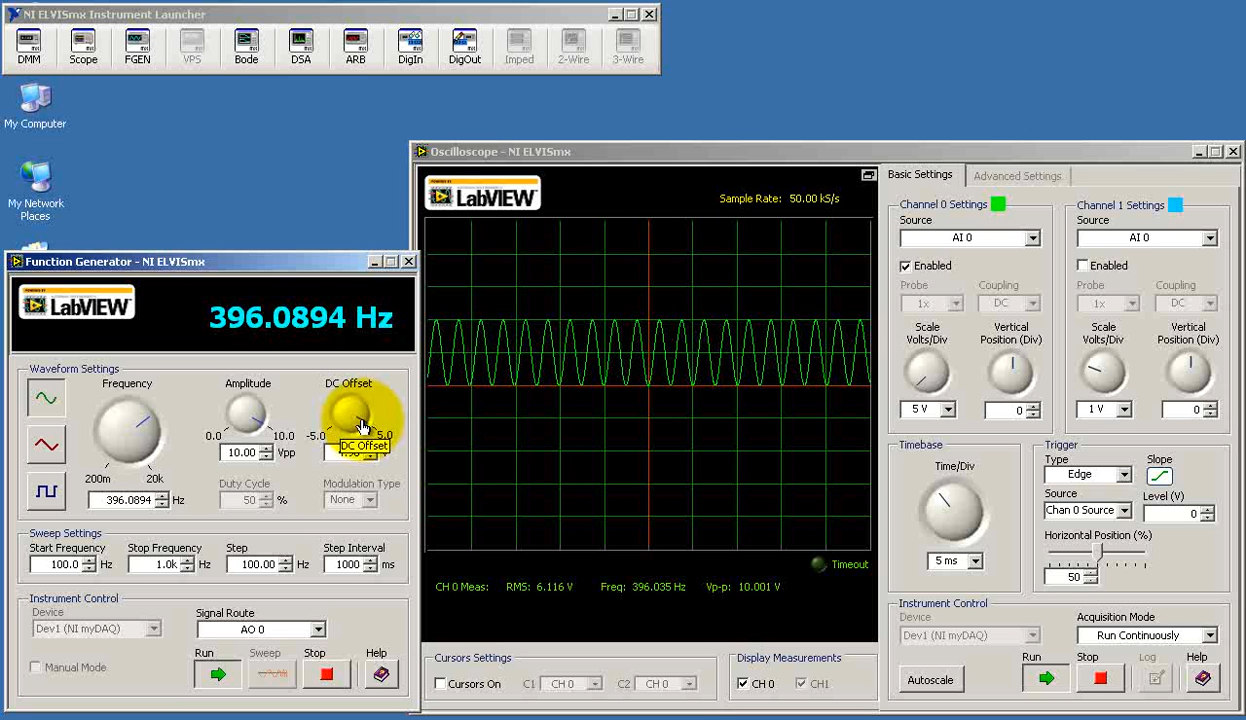 NI ELVISmx Instrument Launcher
DMM Scope FGEN VPS Bode DSA ARB DigIn DigOut Imped 2-Wire 3-Wire
My Computer
My Network
Places
Function Generator - NI ELVISmx
POWERED BY
LabVIEW
396.0894 Hz
Waveform Settings
Frequency Amplitude DC Offset
0.0 10.0 -5.0 5.0
DC Offset
10.00 Vpp
200m 20k
Duty Cycle Modulation Type
396.0894 Hz 50 % None
Sweep Settings
Start Frequency Stop Frequency Step Step Interval
100.0 Hz 1.0k Hz 100.00 Hz 1000 ms
Instrument Control
Device Signal Route
Dev1 (NI myDAQ) AO 0
Run Sweep Stop Help
Manual Mode
Oscilloscope - NI ELVISmx
POWERED BY
LabVIEW
Sample Rate: 50.00 kS/s
Timeout
CH 0 Meas: RMS: 6.116 V Freq: 396.035 Hz Vp-p: 10.001 V
Cursors Settings
Cursors On C1 CH 0 C2 CH 0
Display Measurements
CH 0 CH1
Basic Settings Advanced Settings
Channel 0 Settings
Source
AI 0
Enabled
Probe Coupling
1x DC
Scale Vertical
Volts/Div Position (Div)
5 V 0
Channel 1 Settings
Source
AI 0
Enabled
Probe Coupling
1x DC
Scale Vertical
Volts/Div Position (Div)
1 V 0
Timebase
Time/Div
5 ms
Trigger
Type Slope
Edge
Source Level (V)
Chan 0 Source 0
Horizontal Position (%)
50
Instrument Control
Device Acquisition Mode
Dev1 (NI myDAQ) Run Continuously
Run Stop Log Help
Autoscale